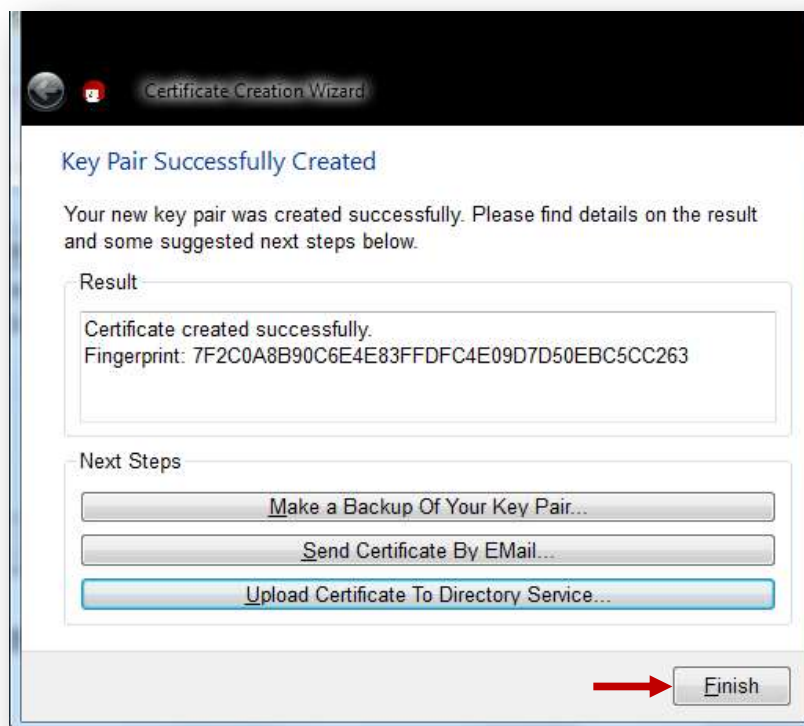 Certificate Creation Wizard
Key Pair Successfully Created
Your new key pair was created successfully. Please find details on the result
and some suggested next steps below.
Result
Certificate created successfully.
Fingerprint: 7F2C0A8B90C6E4E83FFDFC4E09D7D50EBC5CC263
Next Steps
Make a Backup Of Your Key Pair...
Send Certificate By EMail...
Upload Certificate To Directory Service...
Finish